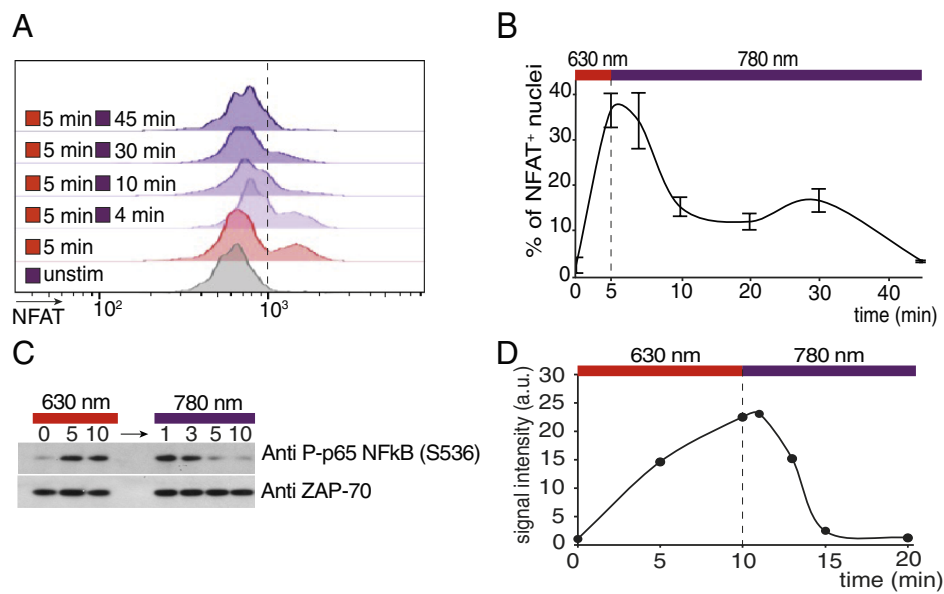 A
5 min 45 min
5 min 30 min
5 min 10 min
5 min 4 min
5 min
unstim
NFAT
10²
10³
B
630 nm
780 nm
% of NFAT⁺ nuclei
40
30
20
10
0
0 5 10 20 30 40
time (min)
C
630 nm
780 nm
0 5 10 → 1 3 5 10
Anti P-p65 NFkB (S536)
Anti ZAP-70
D
630 nm
780 nm
signal intensity (a.u.)
30
25
20
15
10
5
0
0 5 10 15 20
time (min)